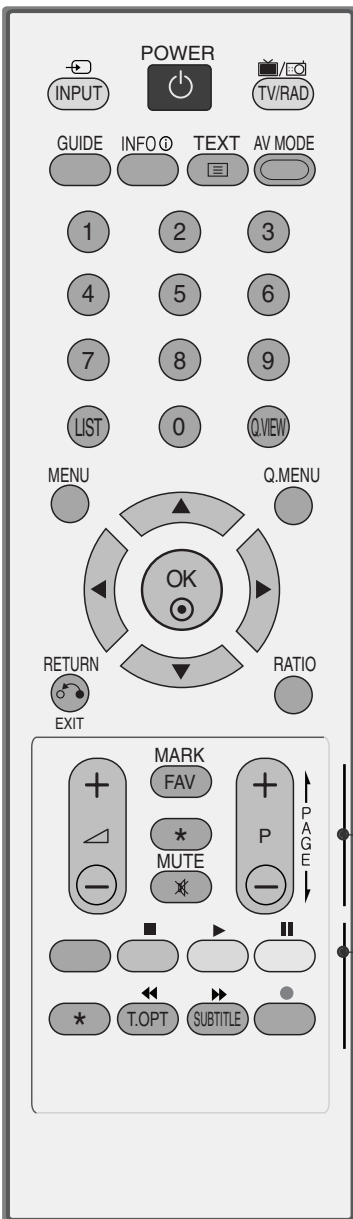 POWER
INPUT
TV/RAD
GUIDE INFO i TEXT AV MODE
1 2 3
4 5 6
7 8 9
LIST 0 Q.VIEW
MENU Q.MENU
OK
RETURN RATIO
EXIT
MARK
+ FAV +
* P
PAGE
MUTE
− −
* T.OPT SUBTITLE